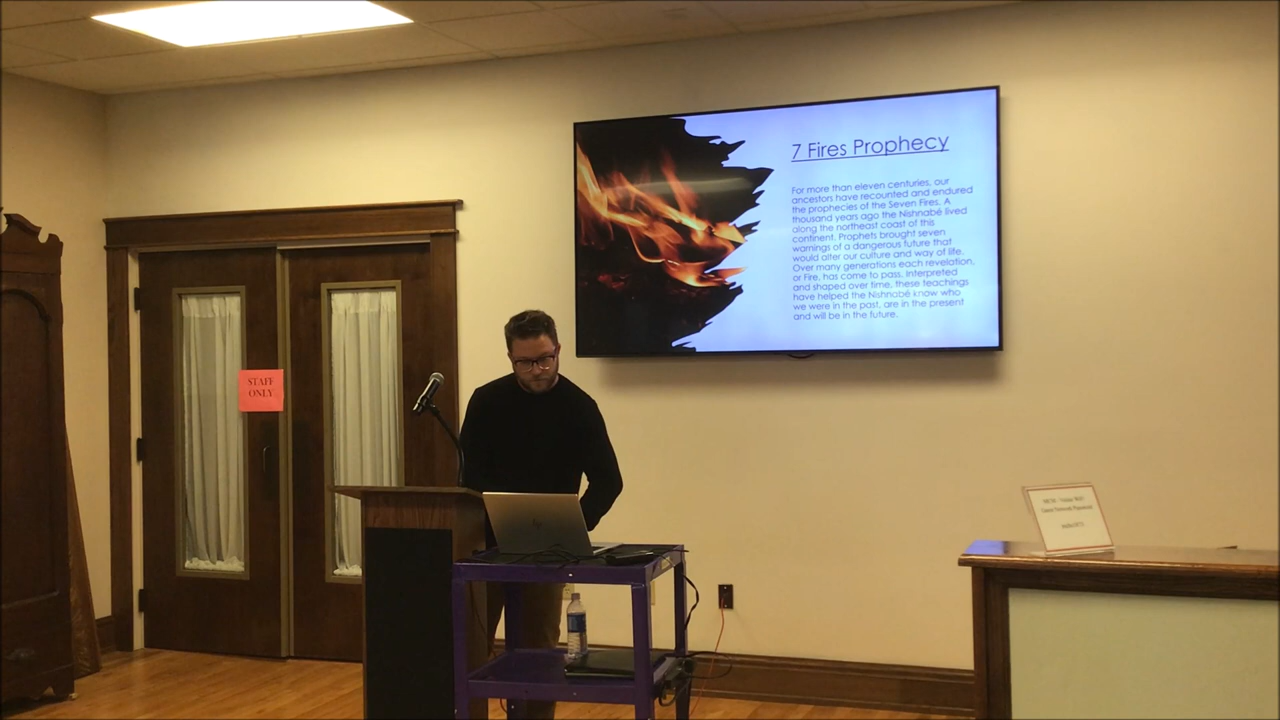 7 Fires Prophecy
For more than eleven centuries, our
ancestors have recounted and endured
the prophecies of the Seven Fires. A
thousand years ago the Nishnabé lived
along the northeast coast of this
continent. Prophets brought seven
warnings of a dangerous future that
would alter our culture and way of life.
Over many generations each revelation,
or Fire, has come to pass. Interpreted
and shaped over time, these teachings
have helped the Nishnabé know who
we were in the past, are in the present
and will be in the future.
STAFF
ONLY
hp